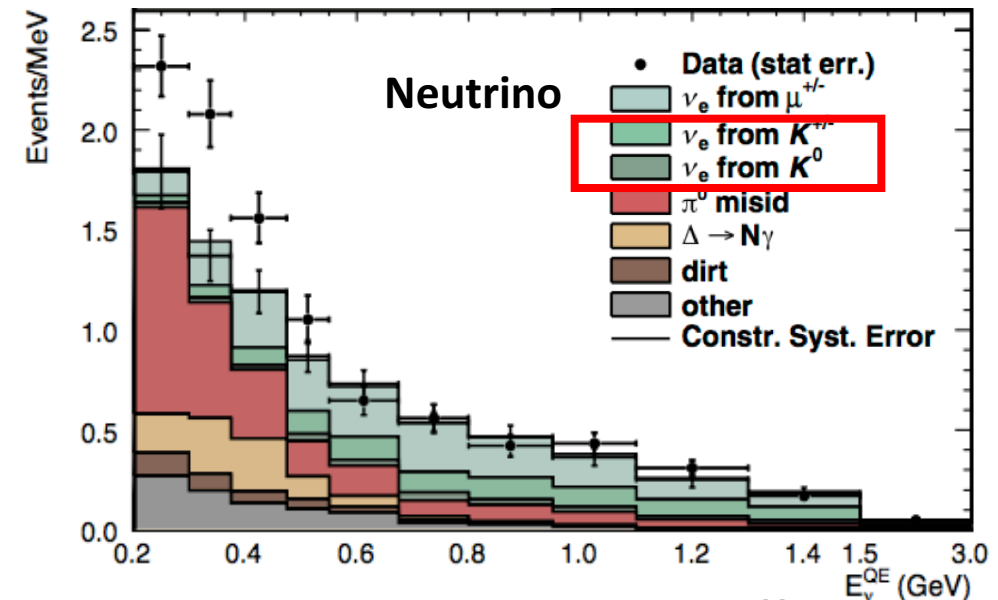 Events/MeV
2.5
2.0
1.5
1.0
0.5
0.0
Neutrino
Data (stat err.)
νe from μ+/-
νe from K+/-
νe from K0
π0 misid
Δ → Nγ
dirt
other
Constr. Syst. Error
0.2 0.4 0.6 0.8 1.0 1.2 1.4 1.5 3.0
EνQE (GeV)